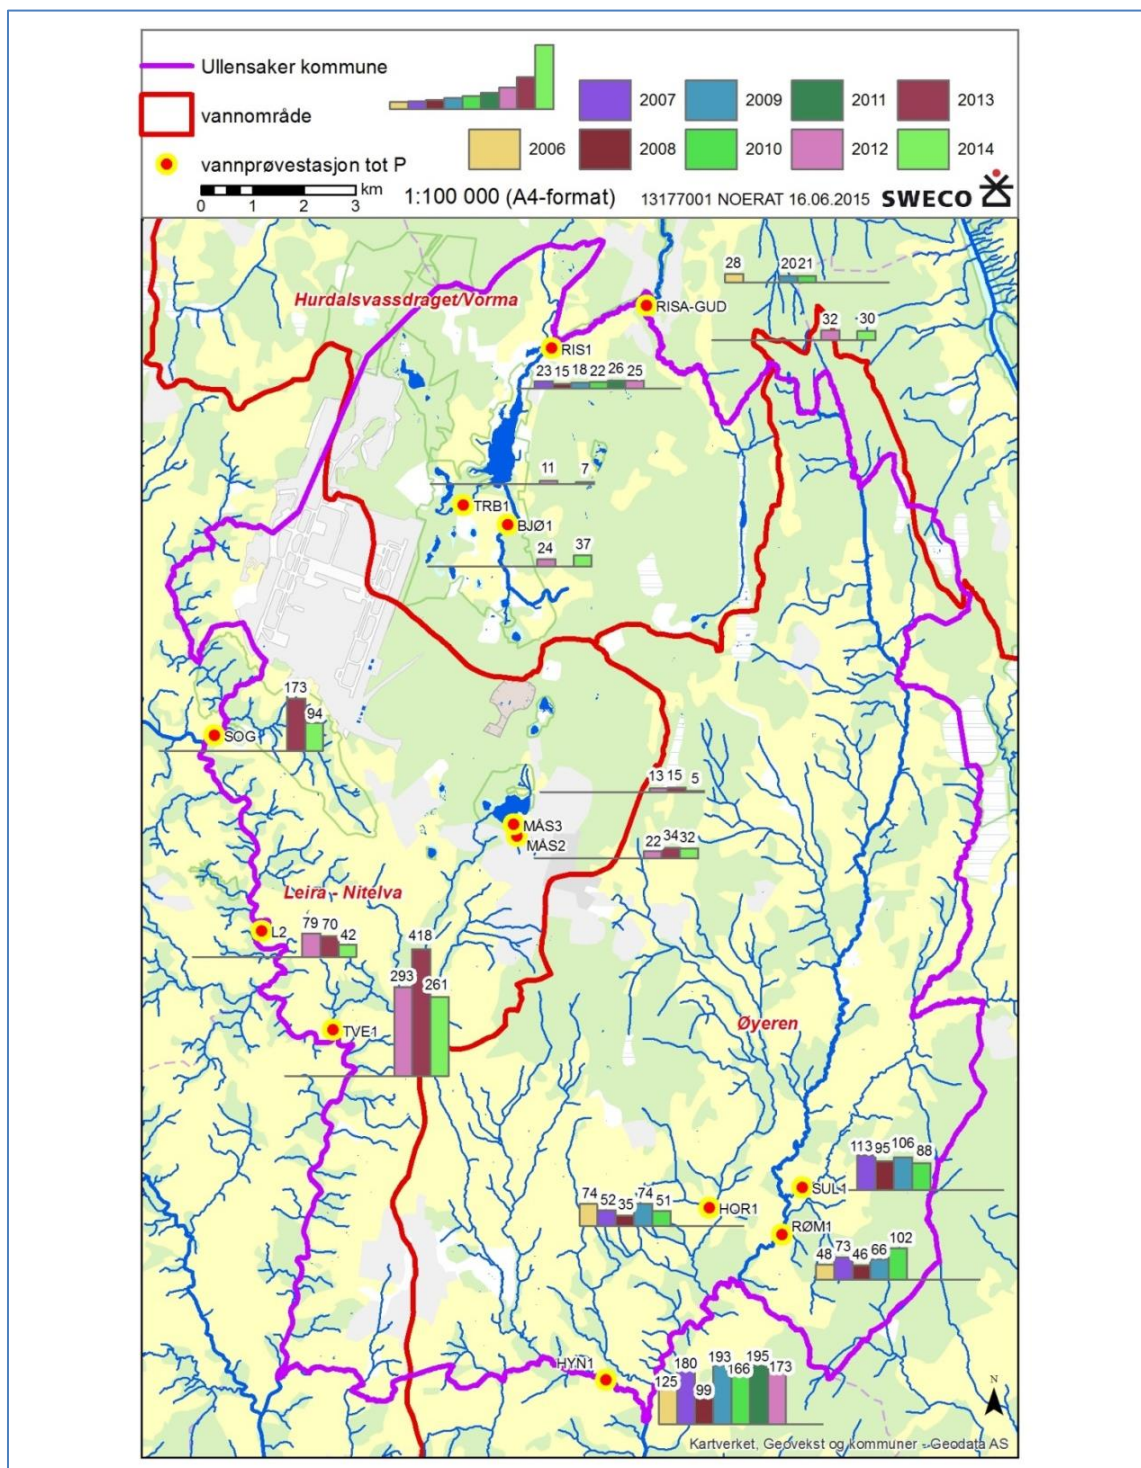 Ullensaker kommune
vannområde
vannprøvestasjon tot P
2007 2009 2011 2013
2006 2008 2010 2012 2014
km
0 1 2 3
1:100 000 (A4-format)
13177001 NOERAT 16.06.2015
SWECO
28 20 21
Hurdalsvassdraget/Vorma
RISA-GUD
32 30
RIS1
23 15 18 22 26 25
11 7
TRB1
BJØ1
24 37
173 94
SOG
13 15 5
MÅS3
MÅS2
22 34 32
Leira - Nitelva
79 70 42
L2
293 418 261
TVE1
Øyeren
113 95 106 88
SUL1
74 52 35 74 51
HOR1
RØM1
48 73 46 66 102
HYN1
125 180 99 193 166 195 173
N
Kartverket, Geovekst og kommuner - Geodata AS